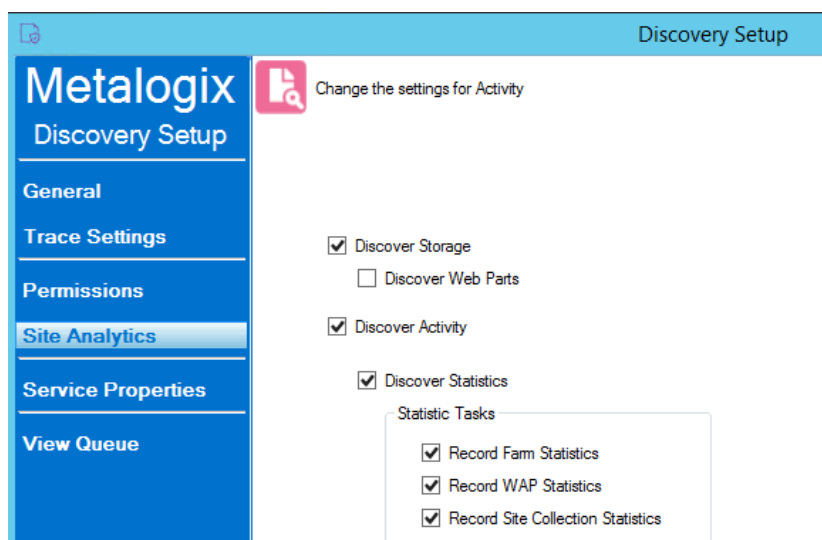 Discovery Setup
Metalogix
Discovery Setup
General
Trace Settings
Permissions
Site Analytics
Service Properties
View Queue
Change the settings for Activity
Discover Storage
Discover Web Parts
Discover Activity
Discover Statistics
Statistic Tasks
Record Farm Statistics
Record WAP Statistics
Record Site Collection Statistics